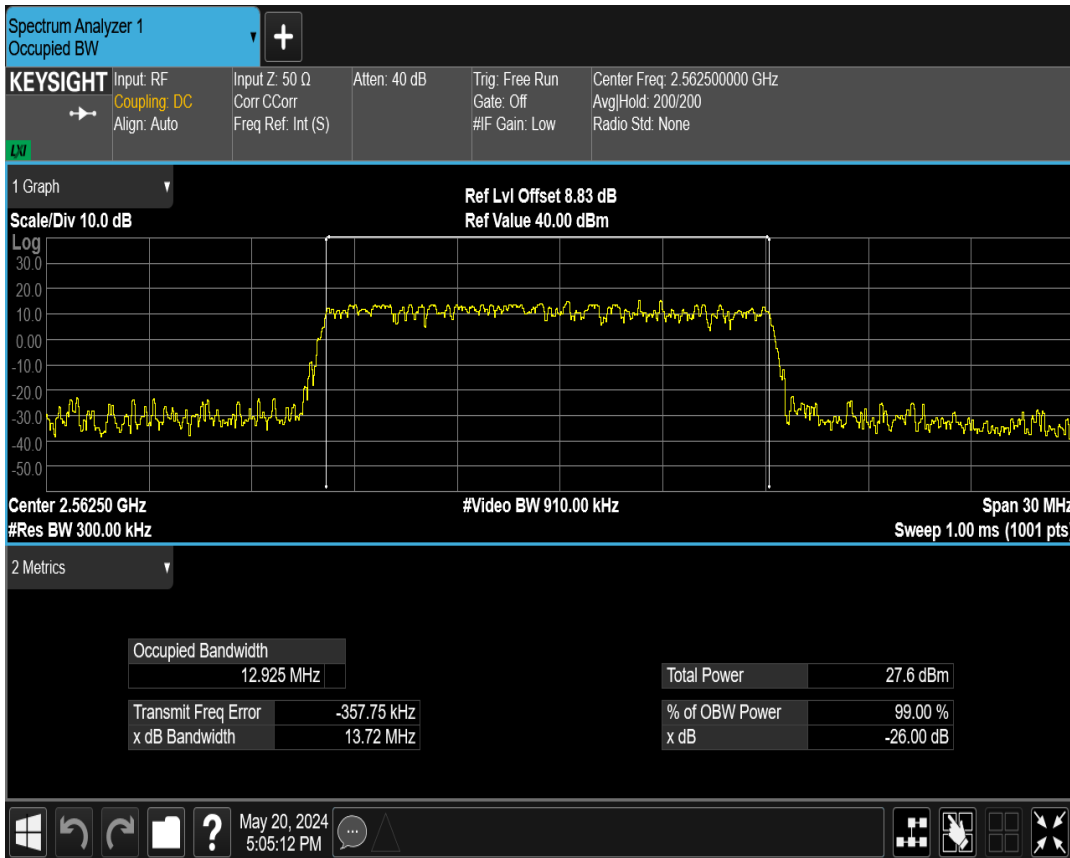 Spectrum Analyzer 1
Occupied BW
+
KEYSIGHT
LXI
Input: RF
Coupling: DC
Align: Auto
Input Z: 50 Ω
Corr CCorr
Freq Ref: Int (S)
Atten: 40 dB
Trig: Free Run
Gate: Off
#IF Gain: Low
Center Freq: 2.562500000 GHz
Avg|Hold: 200/200
Radio Std: None
1 Graph
Scale/Div 10.0 dB
Ref Lvl Offset 8.83 dB
Ref Value 40.00 dBm
Log
30.0
20.0
10.0
0.00
-10.0
-20.0
-30.0
-40.0
-50.0
Center 2.56250 GHz
#Video BW 910.00 kHz
Span 30 MHz
#Res BW 300.00 kHz
Sweep 1.00 ms (1001 pts)
2 Metrics
Occupied Bandwidth
12.925 MHz
Total Power 27.6 dBm
Transmit Freq Error -357.75 kHz
% of OBW Power 99.00 %
x dB Bandwidth 13.72 MHz
x dB -26.00 dB
?
May 20, 2024
5:05:12 PM